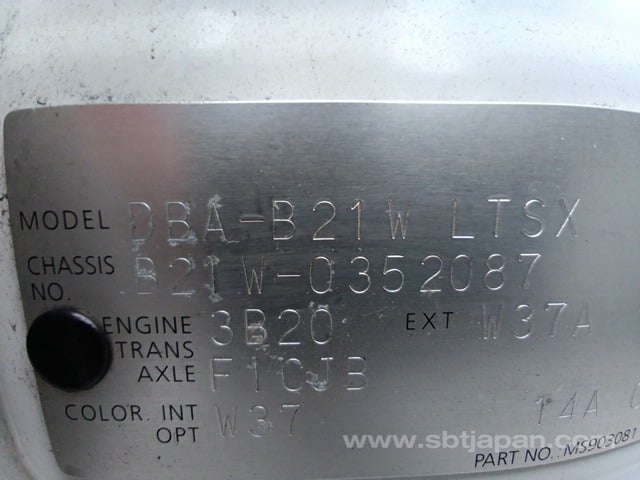 MODEL DBA-B21W LTSX
CHASSIS NO. B21W-0352087
ENGINE 3B20 EXT W37A
TRANS AXLE F1CJB
COLOR. INT OPT W37 14A
www.sbtjapan.com
PART NO.: MS903081